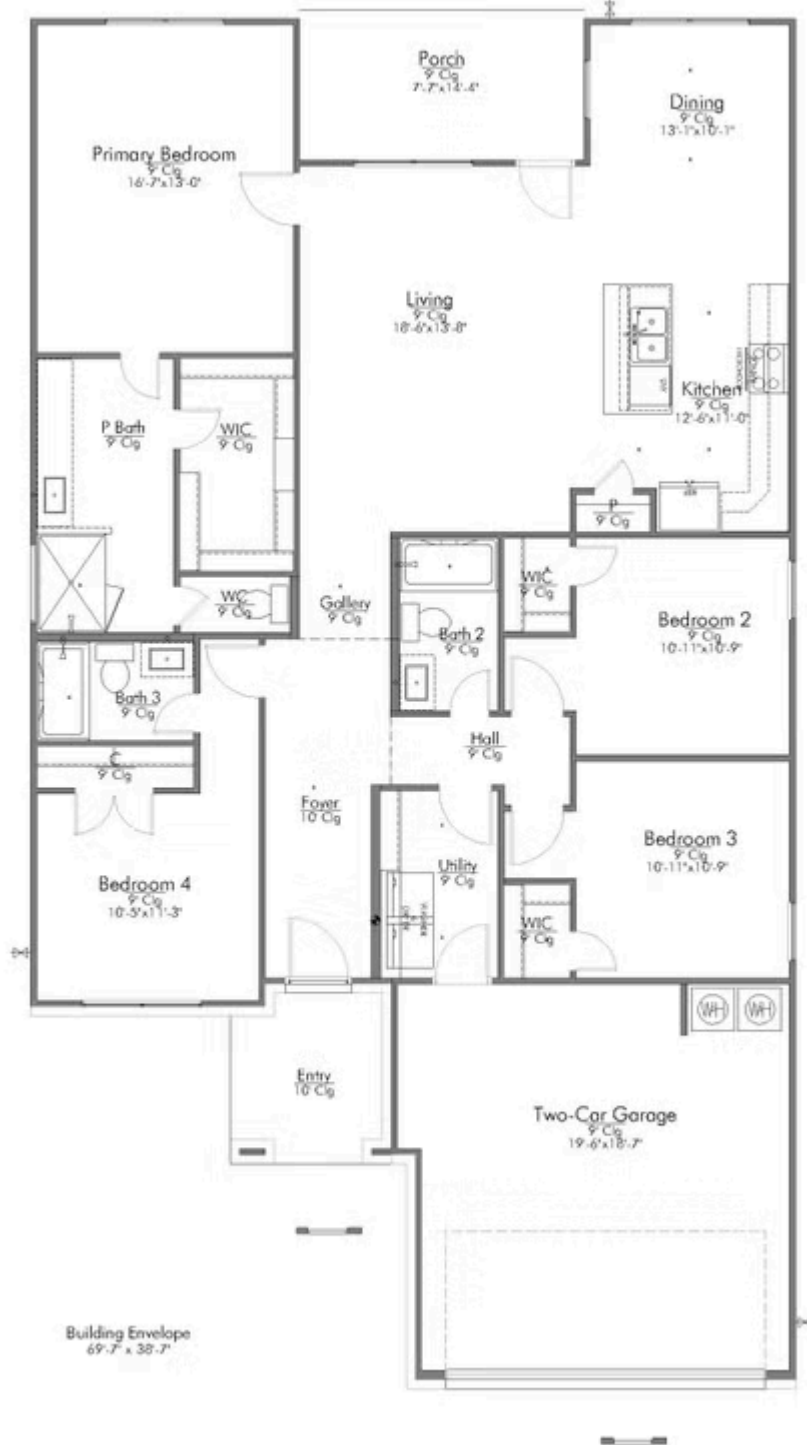 Porch
9' Clg
7'-7"x14'-4"
Dining
9' Clg
13'-1"x10'-1"
Primary Bedroom
9' Clg
16'-7"x13'-0"
Living
9' Clg
18'-6"x13'-8"
Kitchen
9' Clg
12'-6"x11'-0"
P Bath
9' Clg
WIC
9' Clg
P
9' Clg
WC
9' Clg
Gallery
9' Clg
Bath 2
9' Clg
WIC
9' Clg
Bedroom 2
9' Clg
10'-11"x10'-9"
Bath 3
9' Clg
C
9' Clg
Hall
9' Clg
Foyer
10' Clg
Utility
9' Clg
Bedroom 3
9' Clg
10'-11"x10'-9"
Bedroom 4
9' Clg
10'-5"x11'-3"
WIC
9' Clg
WH
WH
Entry
10' Clg
Two-Car Garage
9' Clg
19'-6"x18'-7"
Building Envelope
69'-7" x 38'-7"